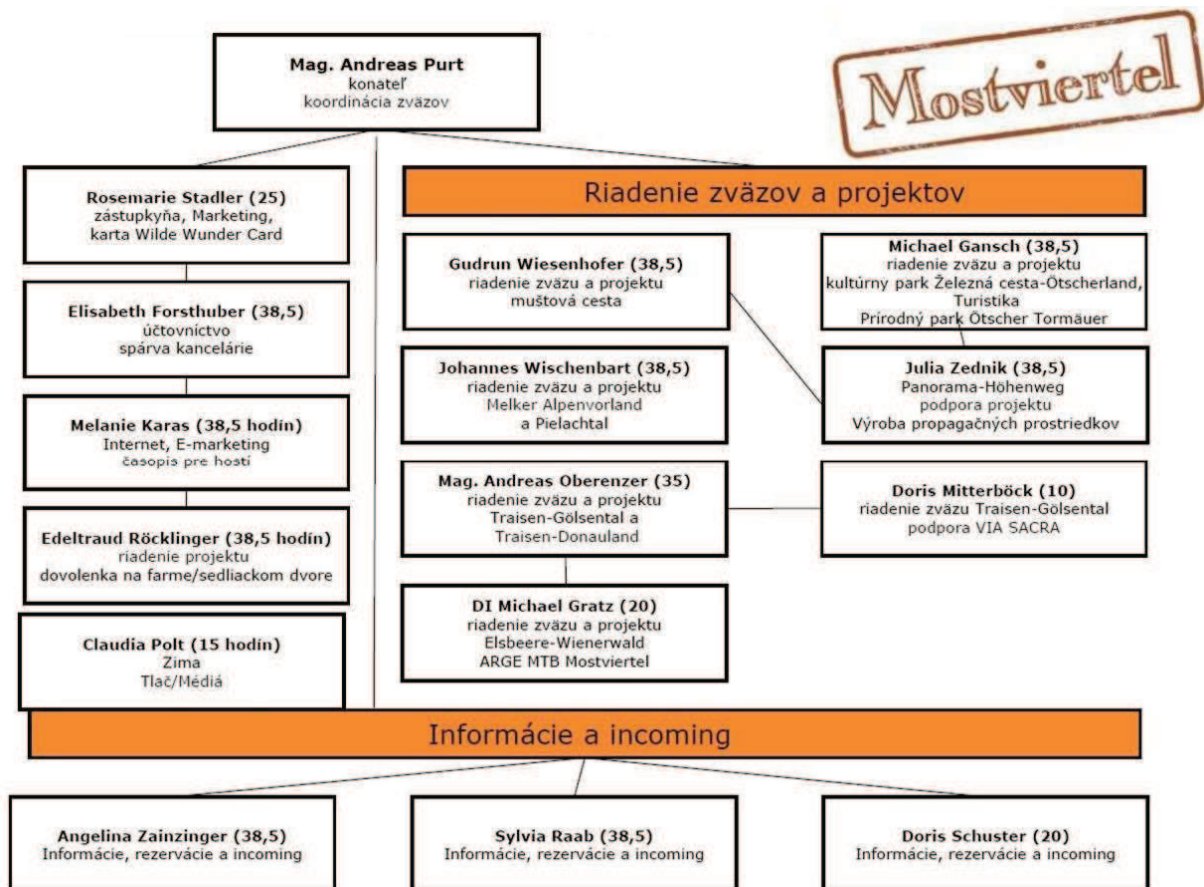 Mag. Andreas Purt
konateľ
koordinácia zväzov
Mostviertel
Rosemarie Stadler (25)
zástupkyňa, Marketing,
karta Wilde Wunder Card
Elisabeth Forsthuber (38,5)
účtovníctvo
spárva kancelárie
Melanie Karas (38,5 hodín)
Internet, E-marketing
časopis pre hostí
Edeltraud Röcklinger (38,5 hodín)
riadenie projektu
dovolenka na farme/sedliackom dvore
Claudia Polt (15 hodín)
Zima
Tlač/Médiá
Riadenie zväzov a projektov
Gudrun Wiesenhofer (38,5)
riadenie zväzu a projektu
muštová cesta
Michael Gansch (38,5)
riadenie zväzu a projektu
kultúrny park Železná cesta-Ötscherland,
Turistika
Prírodný park Ötscher Tormäuer
Johannes Wischenbart (38,5)
riadenie zväzu a projektu
Melker Alpenvorland
a Pielachtal
Julia Zednik (38,5)
Panorama-Höhenweg
podpora projektu
Výroba propagačných prostriedkov
Mag. Andreas Oberenzer (35)
riadenie zväzu a projektu
Traisen-Gölsental a
Traisen-Donauland
Doris Mitterböck (10)
riadenie zväzu Traisen-Gölsental
podpora VIA SACRA
DI Michael Gratz (20)
riadenie zväzu a projektu
Elsbeere-Wienerwald
ARGE MTB Mostviertel
Informácie a incoming
Angelina Zainzinger (38,5)
Informácie, rezervácie a incoming
Sylvia Raab (38,5)
Informácie, rezervácie a incoming
Doris Schuster (20)
Informácie, rezervácie a incoming